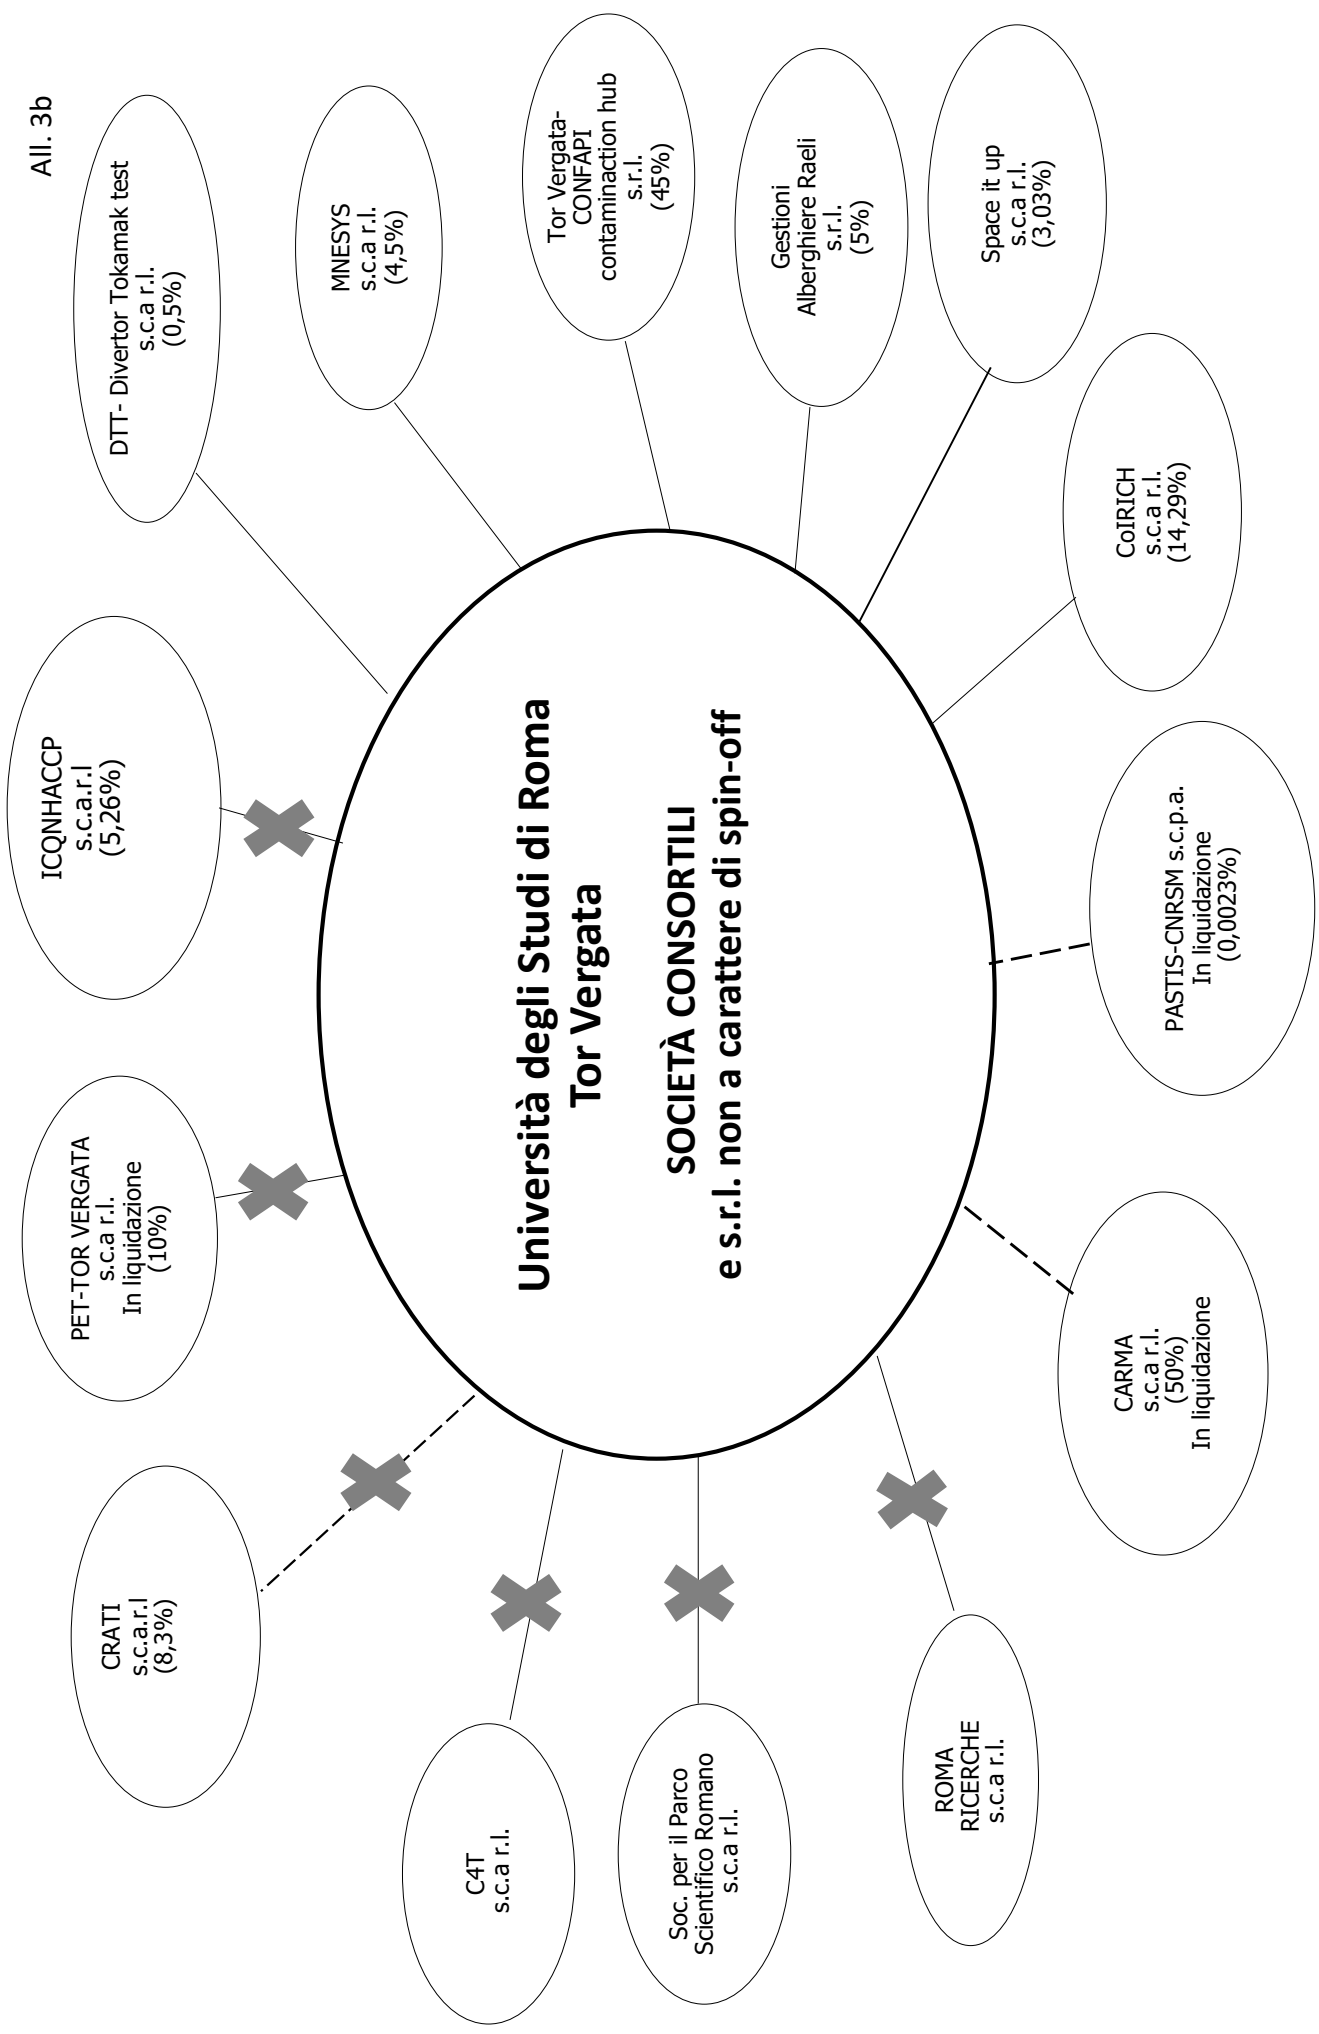 All. 3b
CRATI
s.c.a.r.l
(8,3%)
PET-TOR VERGATA
s.c.a r.l.
In liquidazione
(10%)
ICQNHACCP
s.c.a.r.l
(5,26%)
DTT- Divertor Tokamak test
s.c.a r.l.
(0,5%)
MNESYS
s.c.a r.l.
(4,5%)
Tor Vergata-
CONFAPI
contaminaction hub
s.r.l.
(45%)
Gestioni
Alberghiere Raeli
s.r.l.
(5%)
Space it up
s.c.a r.l.
(3,03%)
CoIRICH
s.c.a r.l.
(14,29%)
PASTIS-CNRSM s.c.p.a.
In liquidazione
(0,0023%)
CARMA
s.c.a r.l.
(50%)
In liquidazione
ROMA
RICERCHE
s.c.a r.l.
Soc. per il Parco
Scientifico Romano
s.c.a r.l.
C4T
s.c.a r.l.
Università degli Studi di Roma
Tor Vergata
SOCIETÀ CONSORTILI
e s.r.l. non a carattere di spin-off